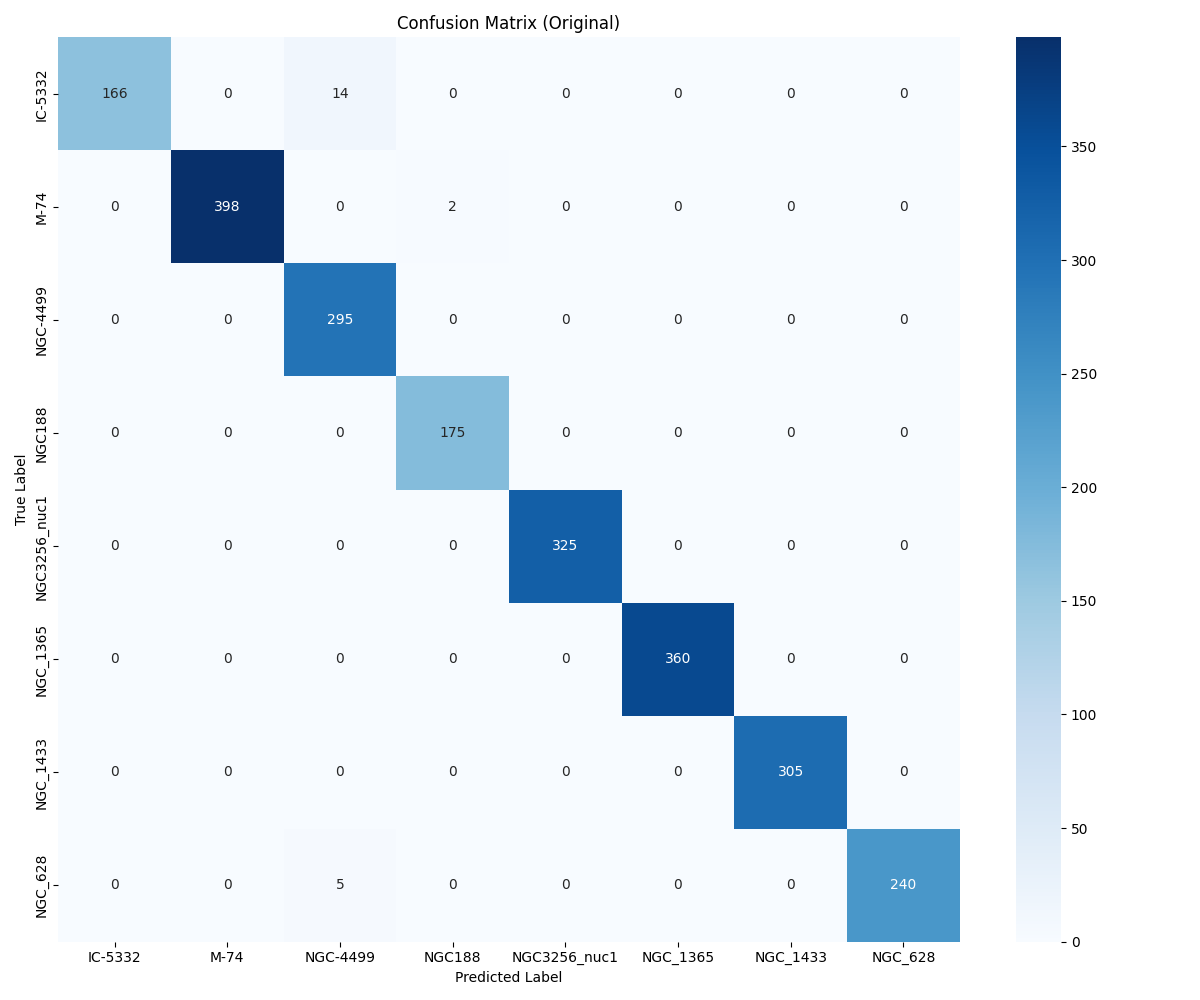 Confusion Matrix (Original)
True Label
IC-5332 166 0 14 0 0 0 0 0
M-74 0 398 0 2 0 0 0 0
NGC-4499 0 0 295 0 0 0 0 0
NGC188 0 0 0 175 0 0 0 0
NGC3256_nuc1 0 0 0 0 325 0 0 0
NGC_1365 0 0 0 0 0 360 0 0
NGC_1433 0 0 0 0 0 0 305 0
NGC_628 0 0 5 0 0 0 0 240
IC-5332 M-74 NGC-4499 NGC188 NGC3256_nuc1 NGC_1365 NGC_1433 NGC_628
Predicted Label
350
300
250
200
150
100
50
0